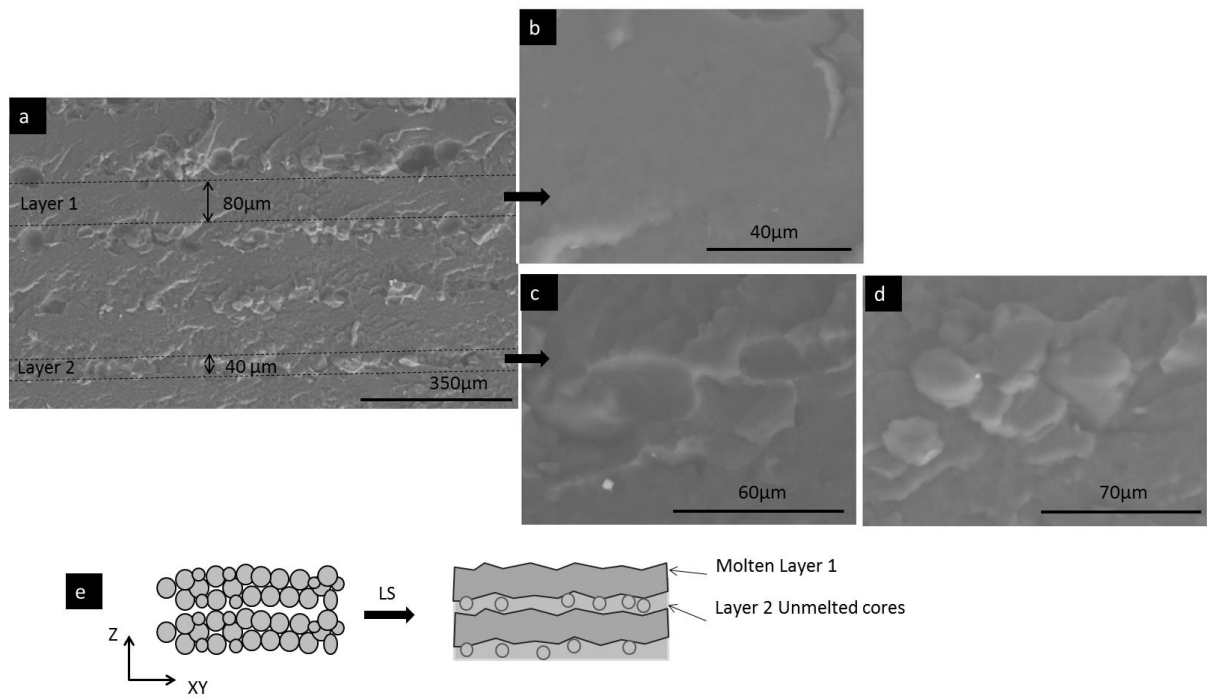 a
Layer 1
80µm
Layer 2
40 µm
350µm
b
40µm
c
60µm
d
70µm
e
Z
XY
LS
Molten Layer 1
Layer 2 Unmelted cores